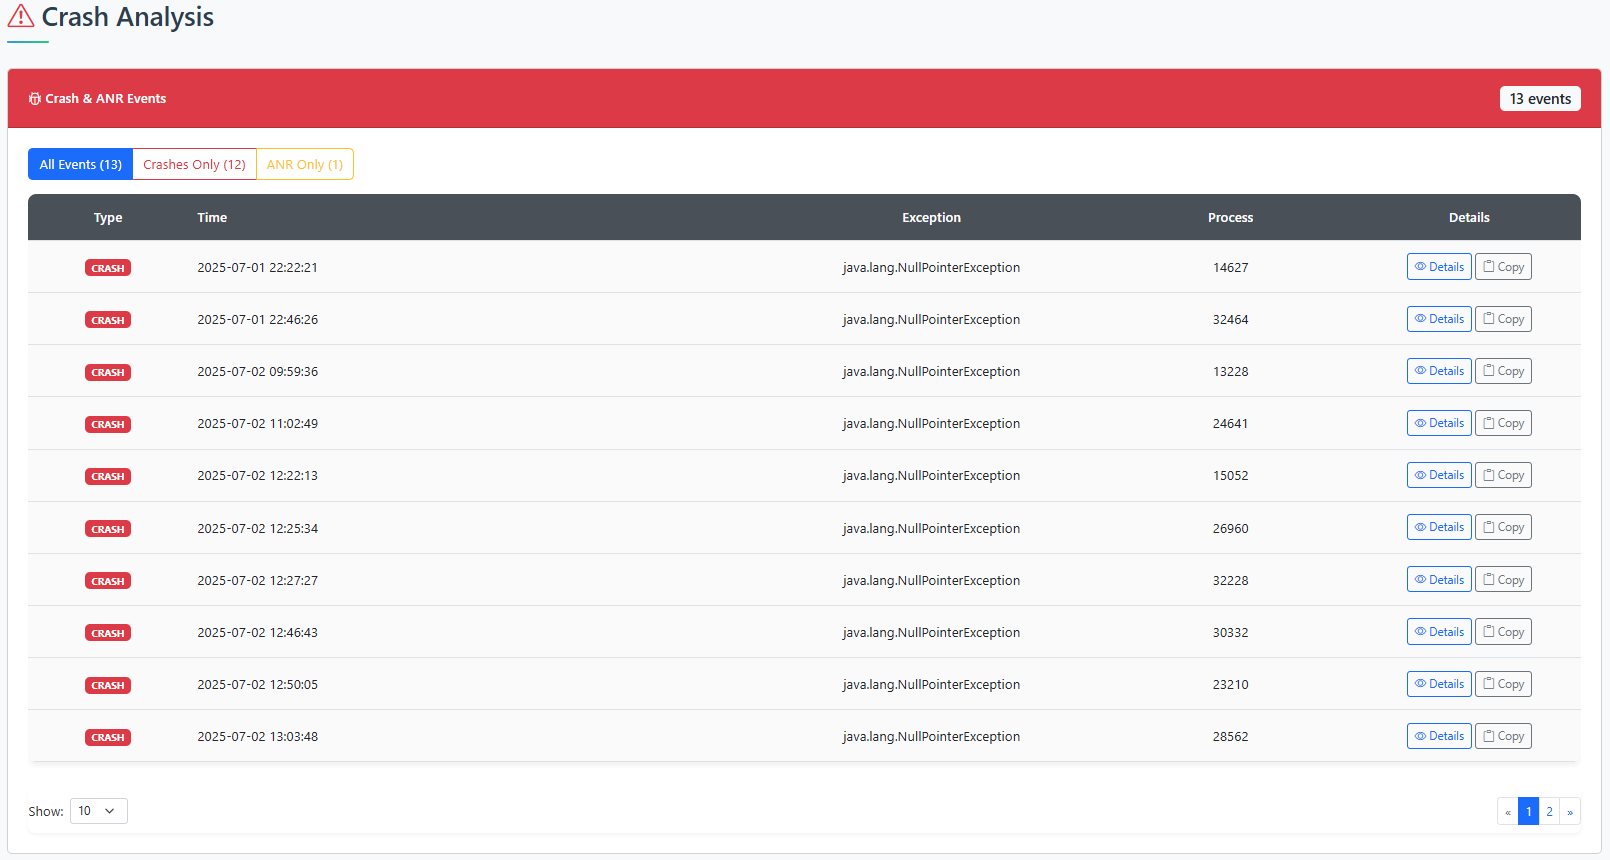 Crash Analysis
Crash & ANR Events 13 events
All Events (13) Crashes Only (12) ANR Only (1)
Type Time Exception Process Details
CRASH 2025-07-01 22:22:21 java.lang.NullPointerException 14627 Details Copy
CRASH 2025-07-01 22:46:26 java.lang.NullPointerException 32464 Details Copy
CRASH 2025-07-02 09:59:36 java.lang.NullPointerException 13228 Details Copy
CRASH 2025-07-02 11:02:49 java.lang.NullPointerException 24641 Details Copy
CRASH 2025-07-02 12:22:13 java.lang.NullPointerException 15052 Details Copy
CRASH 2025-07-02 12:25:34 java.lang.NullPointerException 26960 Details Copy
CRASH 2025-07-02 12:27:27 java.lang.NullPointerException 32228 Details Copy
CRASH 2025-07-02 12:46:43 java.lang.NullPointerException 30332 Details Copy
CRASH 2025-07-02 12:50:05 java.lang.NullPointerException 23210 Details Copy
CRASH 2025-07-02 13:03:48 java.lang.NullPointerException 28562 Details Copy
Show: 10 « 1 2 »